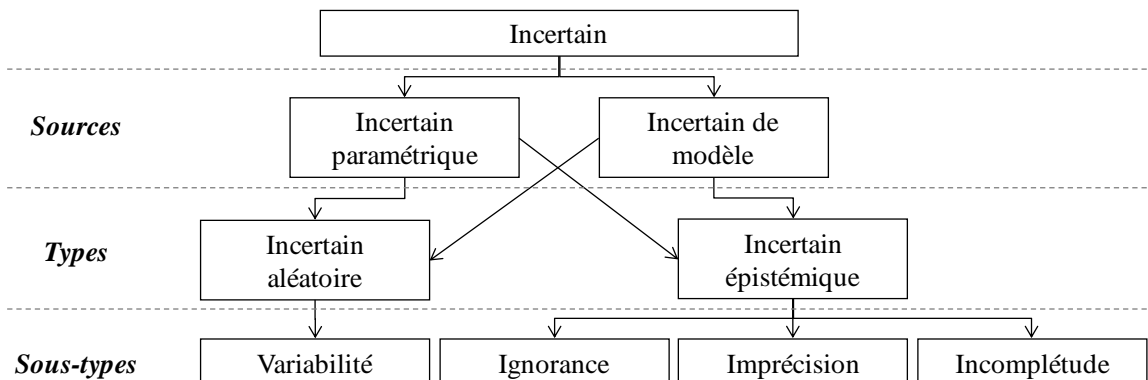 Incertain
Sources
Incertain
paramétrique
Incertain de
modèle
Types
Incertain
aléatoire
Incertain
épistémique
Sous-types
Variabilité
Ignorance
Imprécision
Incomplétude